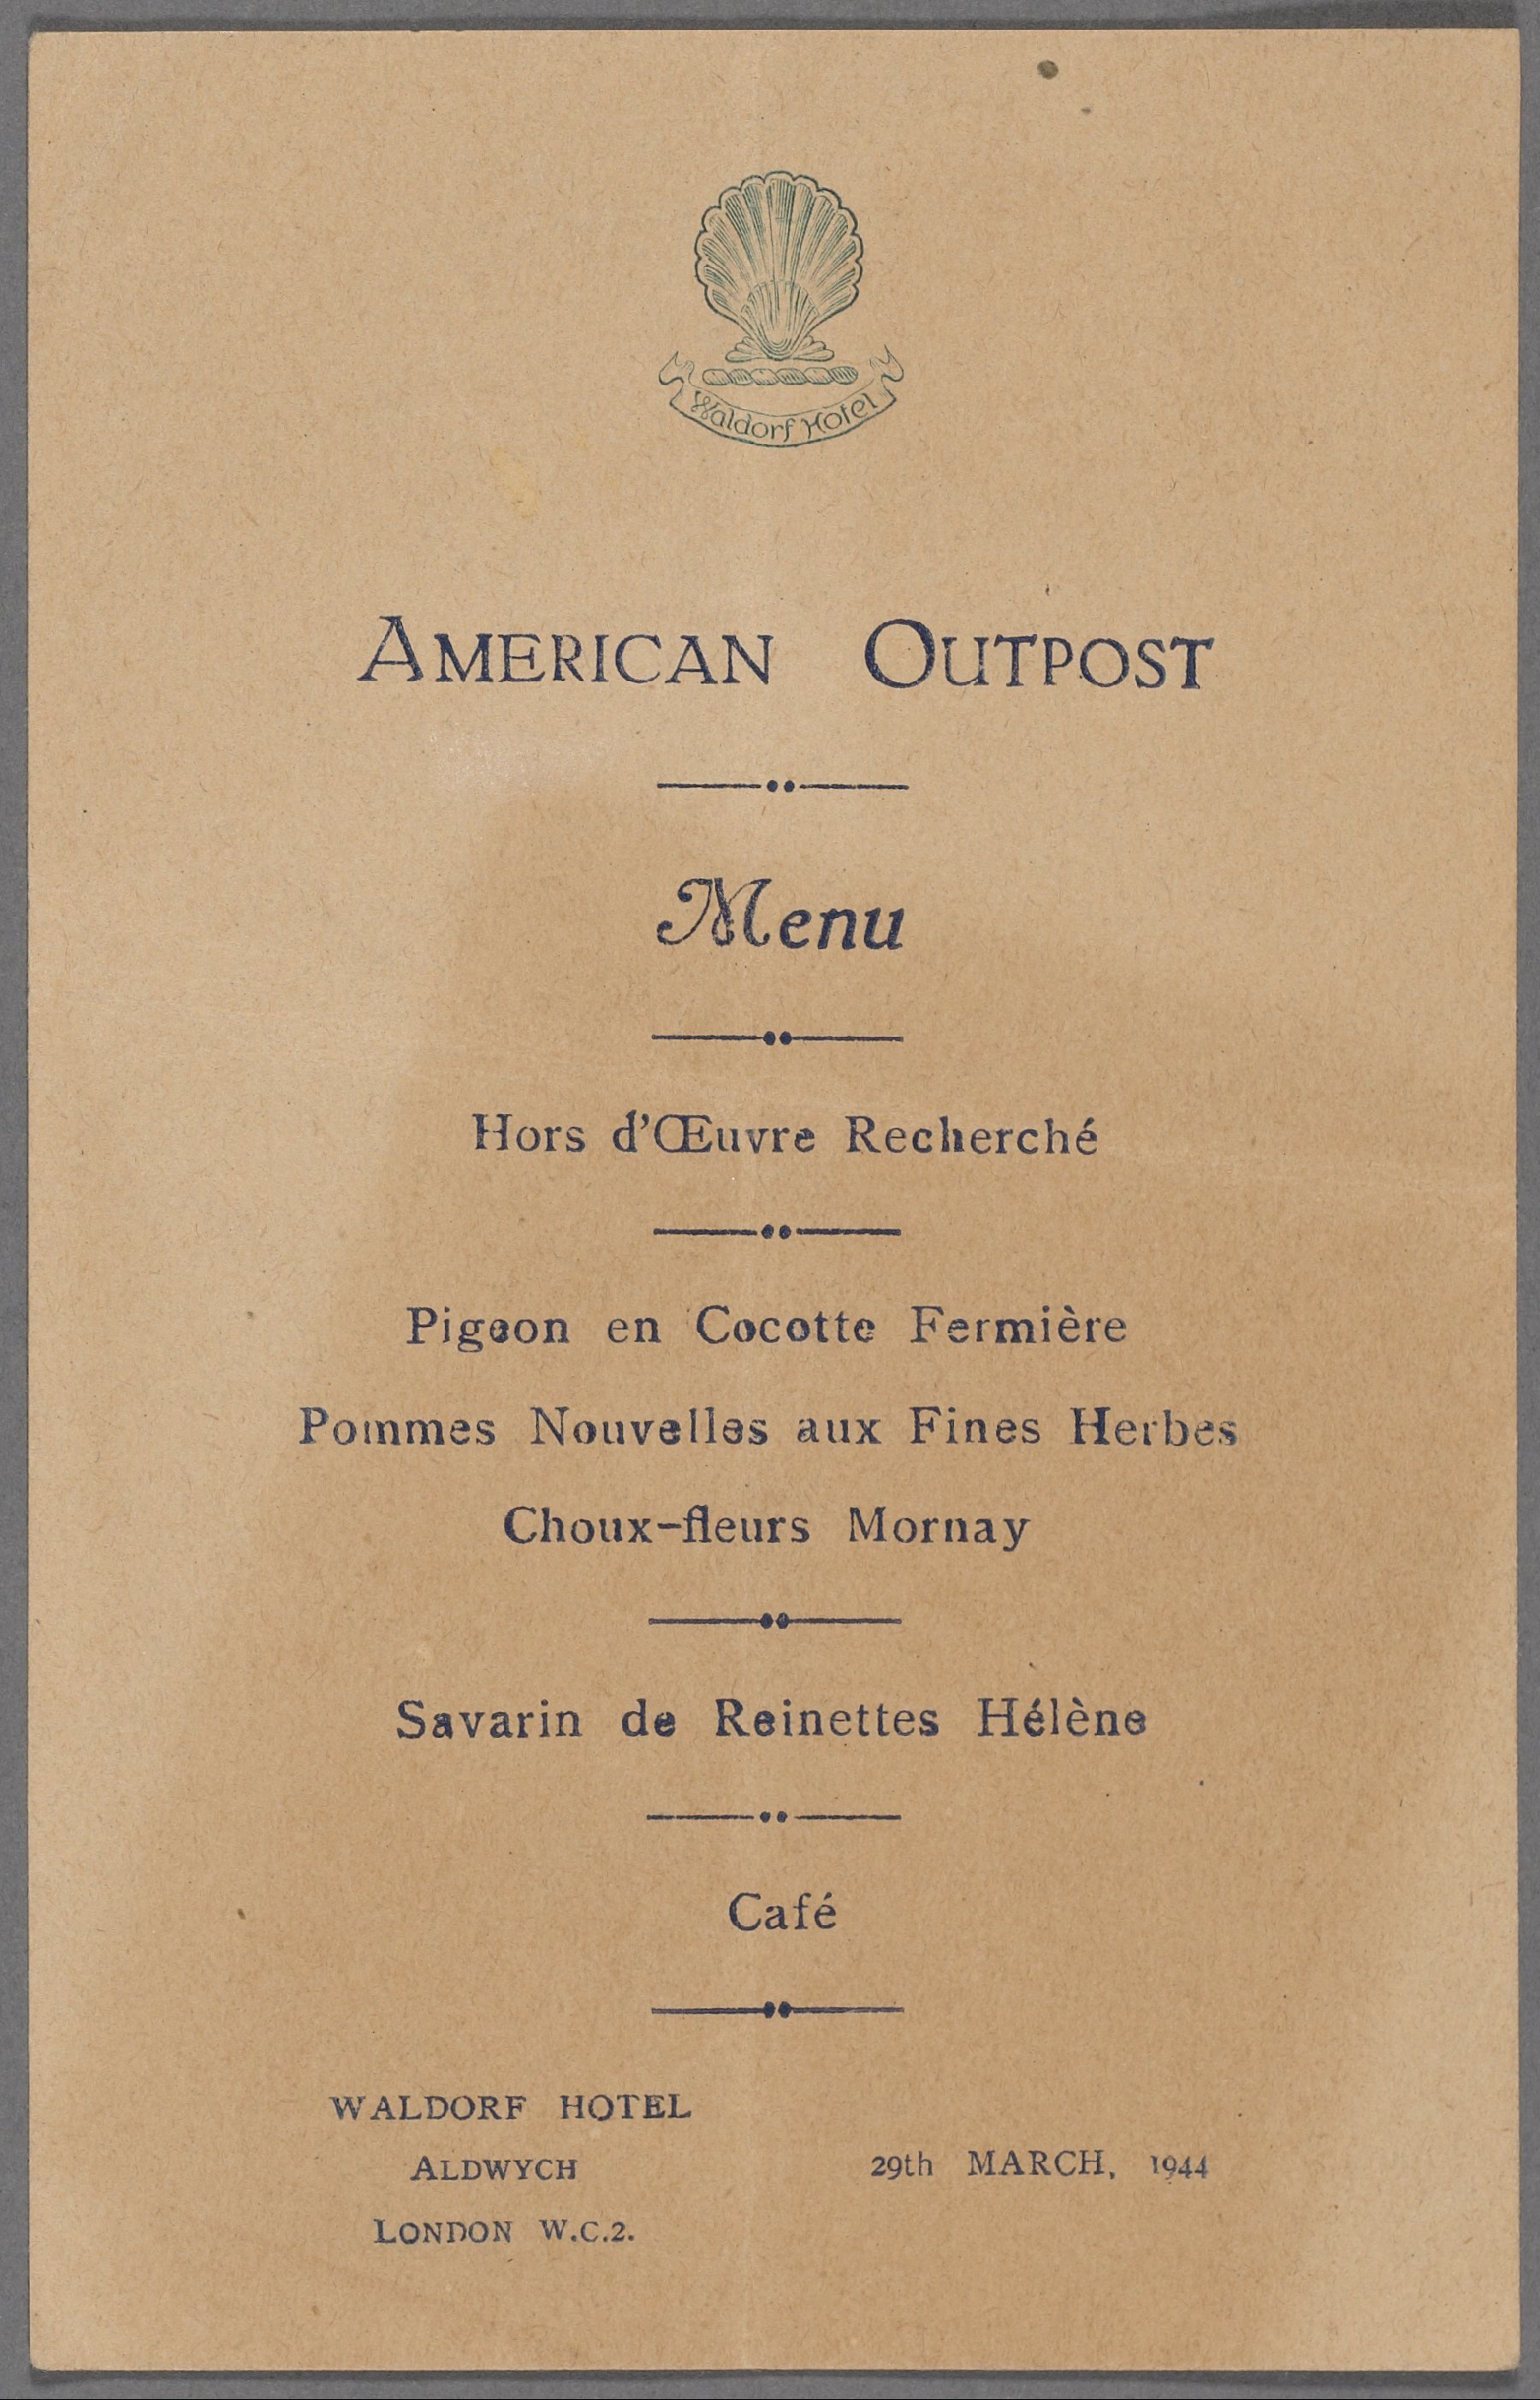 Waldorf Hotel
AMERICAN OUTPOST
Menu
Hors d'Œuvre Recherché
Pigeon en Cocotte Fermière
Pommes Nouvelles aux Fines Herbes
Choux-fleurs Mornay
Savarin de Reinettes Hélène
Café
WALDORF HOTEL
ALDWYCH
LONDON W.C.2.
29th MARCH, 1944